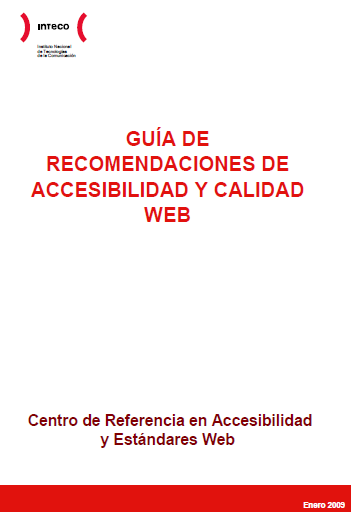 INTECO
Instituto Nacional
de Tecnologías
de la Comunicación
GUÍA DE
RECOMENDACIONES DE
ACCESIBILIDAD Y CALIDAD
WEB
Centro de Referencia en Accesibilidad
y Estándares Web
Enero 2009